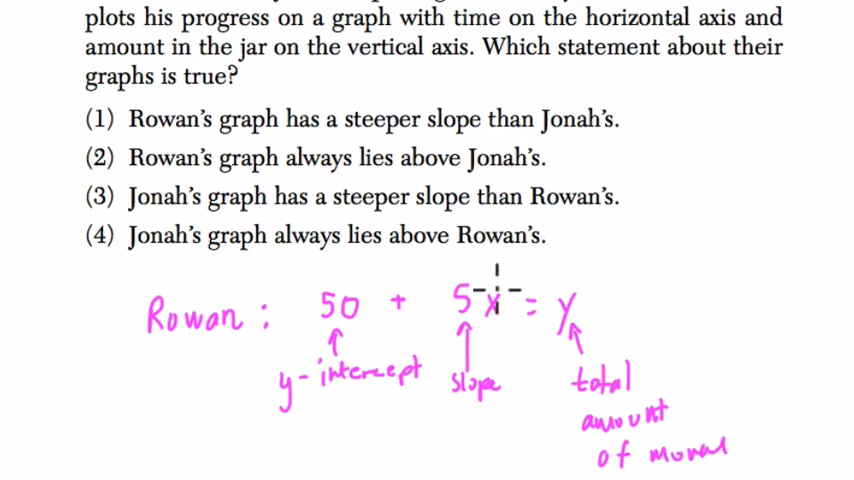 plots his progress on a graph with time on the horizontal axis and
amount in the jar on the vertical axis. Which statement about their
graphs is true?
(1) Rowan's graph has a steeper slope than Jonah's.
(2) Rowan's graph always lies above Jonah's.
(3) Jonah's graph has a steeper slope than Rowan's.
(4) Jonah's graph always lies above Rowan's.
Rowan: 50 + 5x = y
y-intercept slope total
amount
of